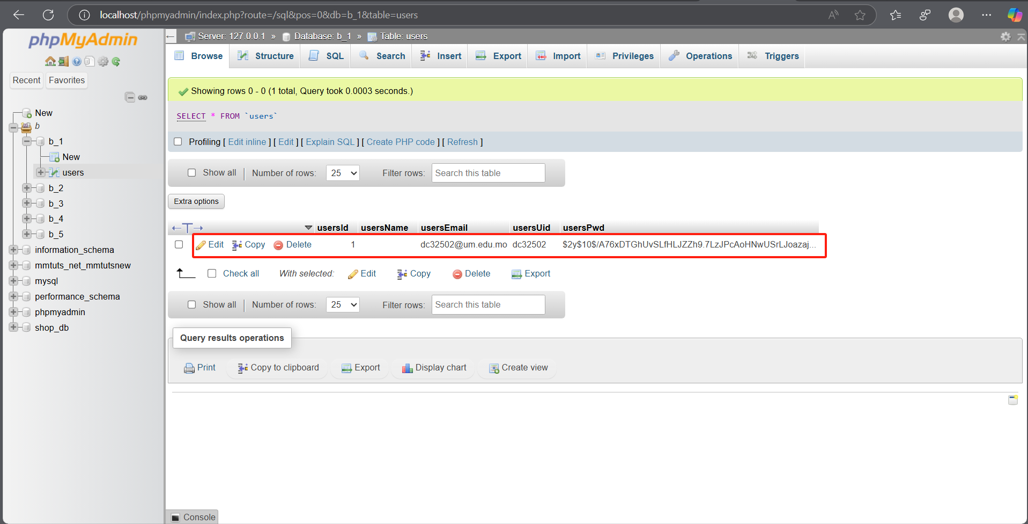 localhost/phpmyadmin/index.php?route=/sql&pos=0&db=b_1&table=users
phpMyAdmin
Recent Favorites
New
b
b_1
New
users
b_2
b_3
b_4
b_5
information_schema
mmtuts_net_mmtutsnew
mysql
performance_schema
phpmyadmin
shop_db
Server: 127.0.0.1 » Database: b_1 » Table: users
Browse Structure SQL Search Insert Export Import Privileges Operations Triggers
Showing rows 0 - 0 (1 total, Query took 0.0003 seconds.)
SELECT * FROM `users`
Profiling [ Edit inline ] [ Edit ] [ Explain SQL ] [ Create PHP code ] [ Refresh ]
Show all Number of rows: 25 Filter rows: Search this table
Extra options
usersId usersName usersEmail usersUid usersPwd
Edit Copy Delete 1 dc32502@um.edu.mo dc32502 $2y$10$/A76xDTGhUvSLfHLJZZh9.7LzJPcAoHNwUSrLJoazaj...
Check all With selected: Edit Copy Delete Export
Show all Number of rows: 25 Filter rows: Search this table
Query results operations
Print Copy to clipboard Export Display chart Create view
Console